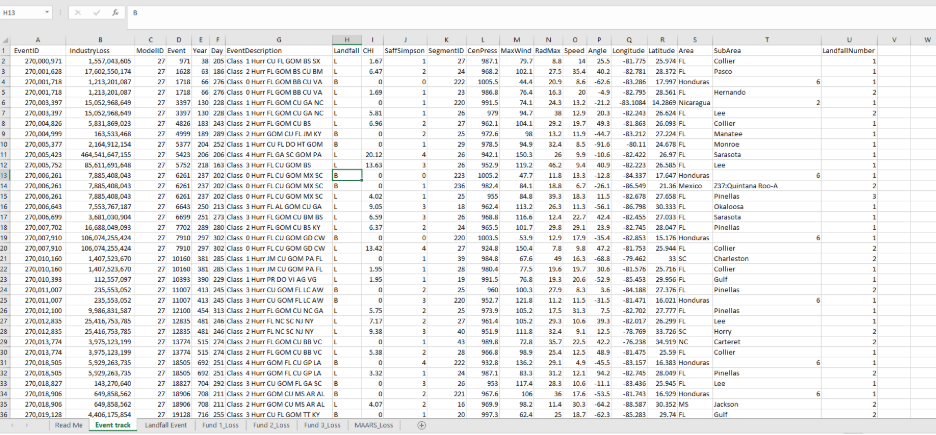 H13 B
A B C D E F G H I J K L M N O P Q R S T U V W
1 EventID IndustryLoss ModelID Event Year Day EventDescription Landfall CHI SaffSimpson SegmentID CenPress MaxWind RadMax Speed Angle Longitude Latitude Area SubArea LandfallNumber
2 270,000,971 1,557,043,605 27 971 38 205 Class 1 Hurr CU FL GOM BS SX L 1.67 1 27 987.1 79.7 8.8 14 25.5 -81.775 25.974 FL Collier 1
3 270,001,628 17,602,550,174 27 1628 63 186 Class 2 Hurr FL GOM BS CU BM L 6.47 2 24 968.2 102.1 35.4 40.2 -82.781 28.372 FL Pasco 1
4 270,001,718 1,213,201,087 27 1718 66 276 Class 0 Hurr FL GOM BB CU VA B 0 0 222 1005.5 44.4 20.9 8.6 -62.6 -83.286 17.997 Honduras 6 1
5 270,001,718 1,213,201,087 27 1718 66 276 Class 0 Hurr FL GOM BB CU VA L 1.69 1 23 986.8 76.4 16.3 20 -4.9 -82.795 28.561 FL Hernando 2
6 270,003,397 15,052,968,649 27 3397 130 228 Class 1 Hurr FL GOM CU GA NC B 0 1 220 991.5 74.1 24.3 13.2 -21.2 -83.1084 14.2869 Nicaragua 2 1
7 270,003,397 15,052,968,649 27 3397 130 228 Class 1 Hurr FL GOM CU GA NC L 5.81 1 26 979 94.7 38 12.9 20.3 -82.243 26.624 FL Lee 2
8 270,004,826 5,831,869,023 27 4826 183 243 Class 2 Hurr FL GOM CU BS L 6.96 2 27 962.1 104.1 29.2 19.7 49.3 -81.863 26.093 FL Collier 1
9 270,004,999 163,533,468 27 4999 189 289 Class 2 Hurr GOM CU FL JM KY B 0 2 25 972.6 98 13.2 11.9 -44.7 -83.212 27.224 FL Manatee 1
10 270,005,377 2,164,912,154 27 5377 204 252 Class 1 Hurr CU FL DO HT GOM B 0 1 29 978.5 94.9 32.4 8.5 -91.6 -80.11 24.678 FL Monroe 1
11 270,005,423 464,541,647,155 27 5423 206 206 Class 4 Hurr FL GA SC GOM PA L 20.12 4 26 942.1 150.3 26 9.9 -10.6 -82.422 26.97 FL Sarasota 1
12 270,005,752 85,611,691,648 27 5752 218 163 Class 3 Hurr FL CU GOM BS L 13.63 3 26 952.9 119.2 46.2 9.4 40.9 -82.223 26.585 FL Lee 1
13 270,006,261 7,885,408,043 27 6261 237 202 Class 0 Hurr FL CU GOM MX SC B 0 0 223 1005.2 47.7 11.8 13.3 -12.8 -84.337 17.647 Honduras 6 1
14 270,006,261 7,885,408,043 27 6261 237 202 Class 0 Hurr FL CU GOM MX SC B 0 1 236 982.4 84.1 18.8 6.7 -26.1 -86.549 21.36 Mexico Z37:Quintana Roo-A 2
15 270,006,261 7,885,408,043 27 6261 237 202 Class 0 Hurr FL CU GOM MX SC L 4.02 1 25 955 84.8 39.3 18.3 11.5 -82.678 27.658 FL Pinellas 3
16 270,006,643 7,553,767,187 27 6643 250 213 Class 3 Hurr FL AL GOM CU GA L 9.05 3 18 962.4 113.2 26.3 11.3 -56.1 -86.798 30.333 FL Okaloosa 1
17 270,006,699 3,681,030,904 27 6699 251 273 Class 3 Hurr FL GOM CU BM BS L 6.59 3 26 968.8 116.6 12.4 22.7 42.4 -82.455 27.033 FL Sarasota 1
18 270,007,702 16,688,049,093 27 7702 289 280 Class 2 Hurr FL GOM CU BS KY L 6.37 2 24 965.5 101.7 29.8 29.1 23.9 -82.745 28.047 FL Pinellas 1
19 270,007,910 106,074,255,424 27 7910 297 302 Class 0 Hurr FL CU GOM GD CW B 0 0 220 1003.5 53.9 12.9 17.9 -35.4 -82.853 15.176 Honduras 6 1
20 270,007,910 106,074,255,424 27 7910 297 302 Class 0 Hurr FL CU GOM GD CW L 13.42 4 27 924.8 150.4 7.8 9.8 47.2 -81.753 25.944 FL Collier 2
21 270,010,160 1,407,523,670 27 10160 381 285 Class 1 Hurr JM CU GOM PA FL L 0 1 39 984.8 67.6 49 16.3 -68.8 -79.462 33 SC Charleston 2
22 270,010,160 1,407,523,670 27 10160 381 285 Class 1 Hurr JM CU GOM PA FL L 1.95 1 28 980.4 77.5 19.6 19.7 30.6 -81.576 25.716 FL Collier 1
23 270,010,393 112,557,097 27 10393 390 229 Class 1 Hurr PR DO VI AG VG L 1.95 1 19 991.5 76.8 19.3 20.6 -52.9 -85.453 29.956 FL Gulf 1
24 270,011,007 235,553,052 27 11007 413 245 Class 3 Hurr CU GOM FL LC AW B 0 2 25 960 100.3 27.9 8.3 3.6 -84.188 27.376 FL Pinellas 2
25 270,011,007 235,553,052 27 11007 413 245 Class 3 Hurr CU GOM FL LC AW B 0 3 220 952.7 121.8 11.2 11.5 -31.5 -81.471 16.021 Honduras 6 1
26 270,012,100 9,986,831,587 27 12100 454 313 Class 2 Hurr FL GOM CU NC GA L 5.75 2 25 973.9 105.2 17.5 31.3 7.5 -82.702 27.777 FL Pinellas 1
27 270,012,835 25,416,753,785 27 12835 481 246 Class 2 Hurr FL NC SC NJ NY L 7.17 2 27 961.4 105.2 29.3 10.6 39.3 -82.017 26.299 FL Lee 1
28 270,012,835 25,416,753,785 27 12835 481 246 Class 2 Hurr FL NC SC NJ NY L 9.38 3 40 951.9 111.8 32.4 9.1 12.5 -78.769 33.726 SC Horry 2
29 270,013,774 3,975,123,199 27 13774 515 274 Class 2 Hurr FL GOM CU BB VC L 0 1 43 989.8 72.8 35.7 22.5 42.2 -76.238 34.919 NC Carteret 2
30 270,013,774 3,975,123,199 27 13774 515 274 Class 2 Hurr FL GOM CU BB VC L 5.38 2 28 966.8 98.9 25.4 12.5 48.9 -81.475 25.59 FL Collier 1
31 270,018,505 5,929,263,735 27 18505 692 251 Class 4 Hurr GOM FL CU GP LA B 0 4 222 932.8 136.2 29.1 4.9 -45.5 -83.157 16.383 Honduras 6 1
32 270,018,505 5,929,263,735 27 18505 692 251 Class 4 Hurr GOM FL CU GP LA L 3.32 1 24 987.1 83.3 31.2 12.1 94.2 -82.745 28.049 FL Pinellas 2
33 270,018,827 143,270,640 27 18827 704 292 Class 3 Hurr CU GOM FL GA SC B 0 3 26 953 117.4 28.3 10.6 -11.1 -83.436 25.945 FL Lee 1
34 270,018,906 649,858,562 27 18906 708 211 Class 2 Hurr GOM CU MS AR AL B 0 2 221 967.6 106 36 17.6 -53.5 -81.743 16.929 Honduras 6 1
35 270,018,906 649,858,562 27 18906 708 211 Class 2 Hurr GOM CU MS AR AL L 4.07 2 16 969.9 98.2 11.4 30.3 -64.2 -88.587 30.352 MS Jackson 2
36 270,019,128 4,406,175,854 27 19128 716 255 Class 2 Hurr FL CU GOM TT KY B 0 1 20 997.3 62.4 25 18.7 -62.3 -85.283 29.74 FL Gulf 2
Read Me Event track Landfall Event Fund 1_Loss Fund 2_Loss Fund 3_Loss MAARS_Loss